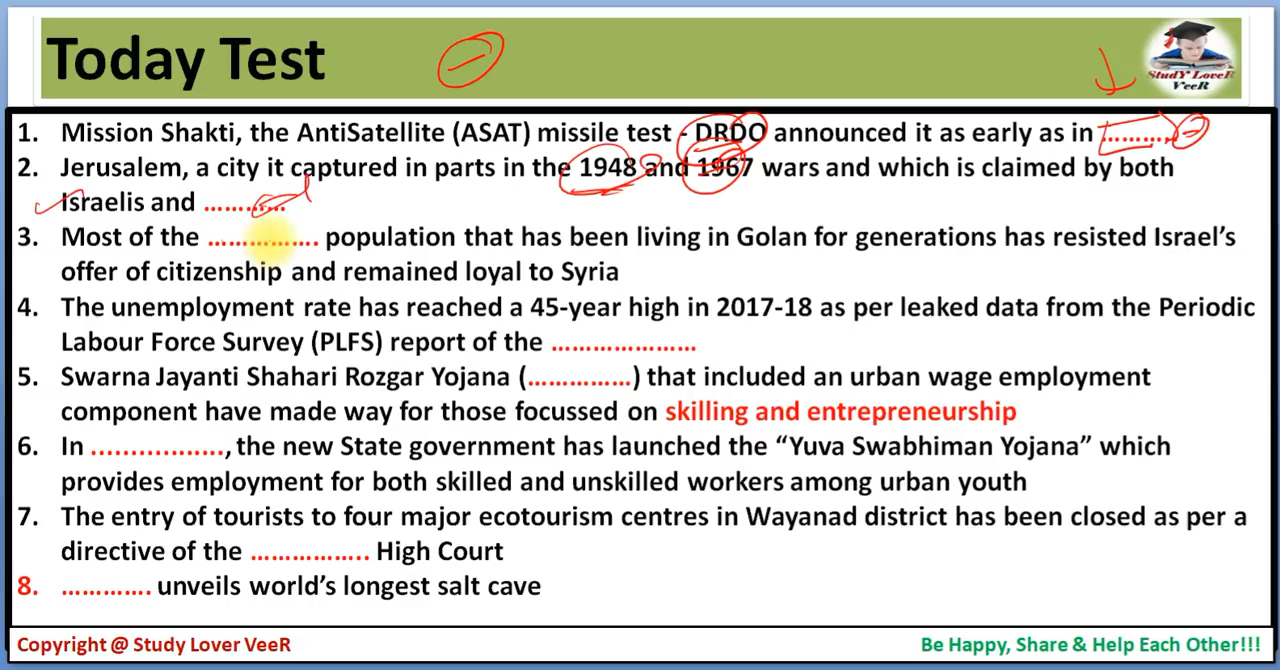 Today Test
StudY LoveR
VeeR
1. Mission Shakti, the AntiSatellite (ASAT) missile test - DRDO announced it as early as in ...........
2. Jerusalem, a city it captured in parts in the 1948 and 1967 wars and which is claimed by both
Israelis and ……………
3. Most of the ……………. population that has been living in Golan for generations has resisted Israel’s
offer of citizenship and remained loyal to Syria
4. The unemployment rate has reached a 45-year high in 2017-18 as per leaked data from the Periodic
Labour Force Survey (PLFS) report of the …………………
5. Swarna Jayanti Shahari Rozgar Yojana (……………) that included an urban wage employment
component have made way for those focussed on skilling and entrepreneurship
6. In ................., the new State government has launched the “Yuva Swabhiman Yojana” which
provides employment for both skilled and unskilled workers among urban youth
7. The entry of tourists to four major ecotourism centres in Wayanad district has been closed as per a
directive of the …………….. High Court
8. …………. unveils world’s longest salt cave
Copyright @ Study Lover VeeR
Be Happy, Share & Help Each Other!!!